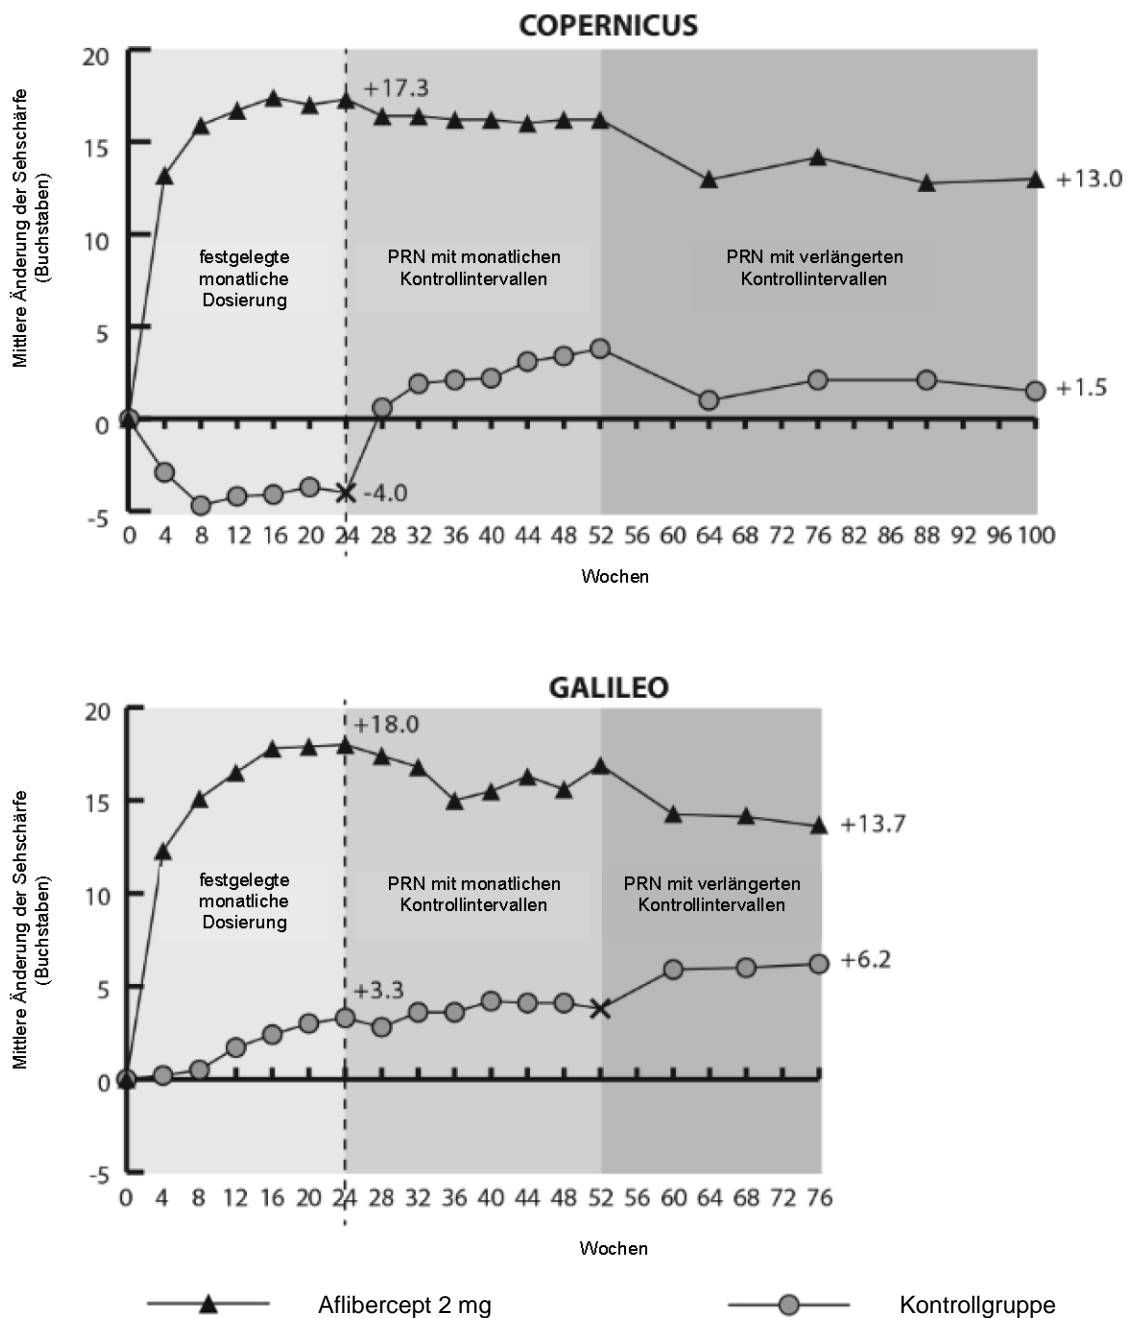 COPERNICUS
Mittlere Änderung der Sehschärfe
(Buchstaben)
20
15
10
5
0
-5
+17.3
-4.0
+13.0
+1.5
festgelegte
monatliche
Dosierung
PRN mit monatlichen
Kontrollintervallen
PRN mit verlängerten
Kontrollintervallen
0 4 8 12 16 20 24 28 32 36 40 44 48 52 60 64 68 72 76 82 86 88 92 96 100
Wochen
GALILEO
Mittlere Änderung der Sehschärfe
(Buchstaben)
20
15
10
5
0
-5
+18.0
+3.3
+13.7
+6.2
festgelegte
monatliche
Dosierung
PRN mit monatlichen
Kontrollintervallen
PRN mit verlängerten
Kontrollintervallen
0 4 8 12 16 20 24 28 32 36 40 44 48 52 56 60 64 68 72 76
Wochen
Aflibercept 2 mg
Kontrollgruppe